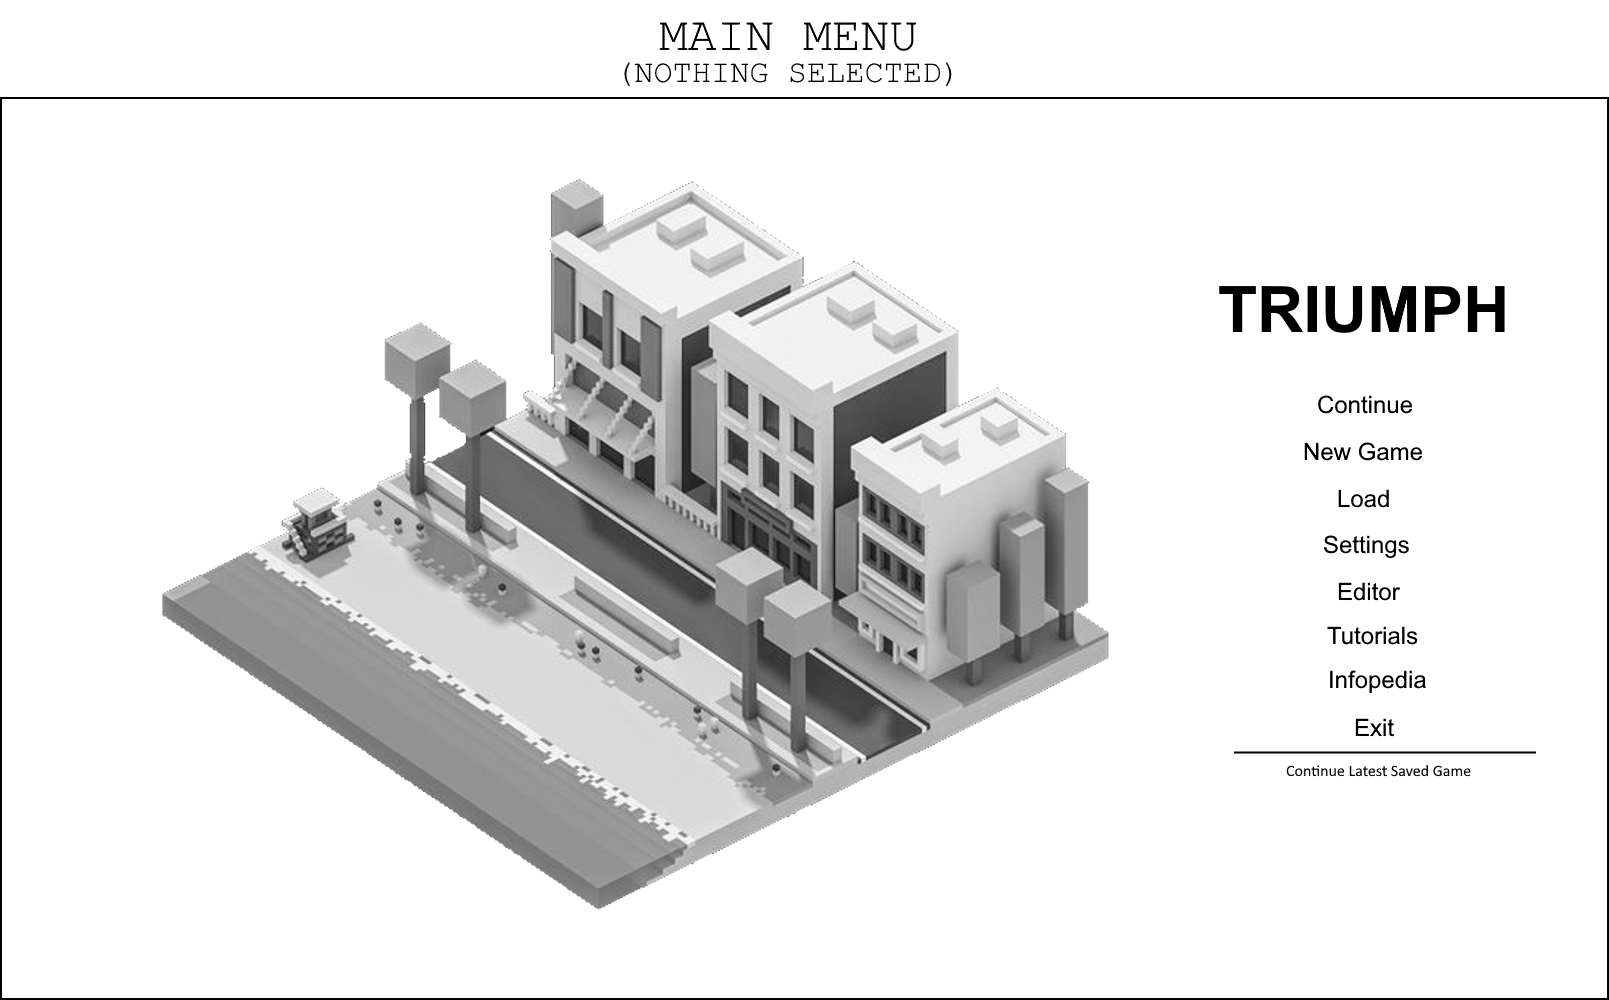 MAIN MENU
(NOTHING SELECTED)
TRIUMPH
Continue
New Game
Load
Settings
Editor
Tutorials
Infopedia
Exit
Continue Latest Saved Game